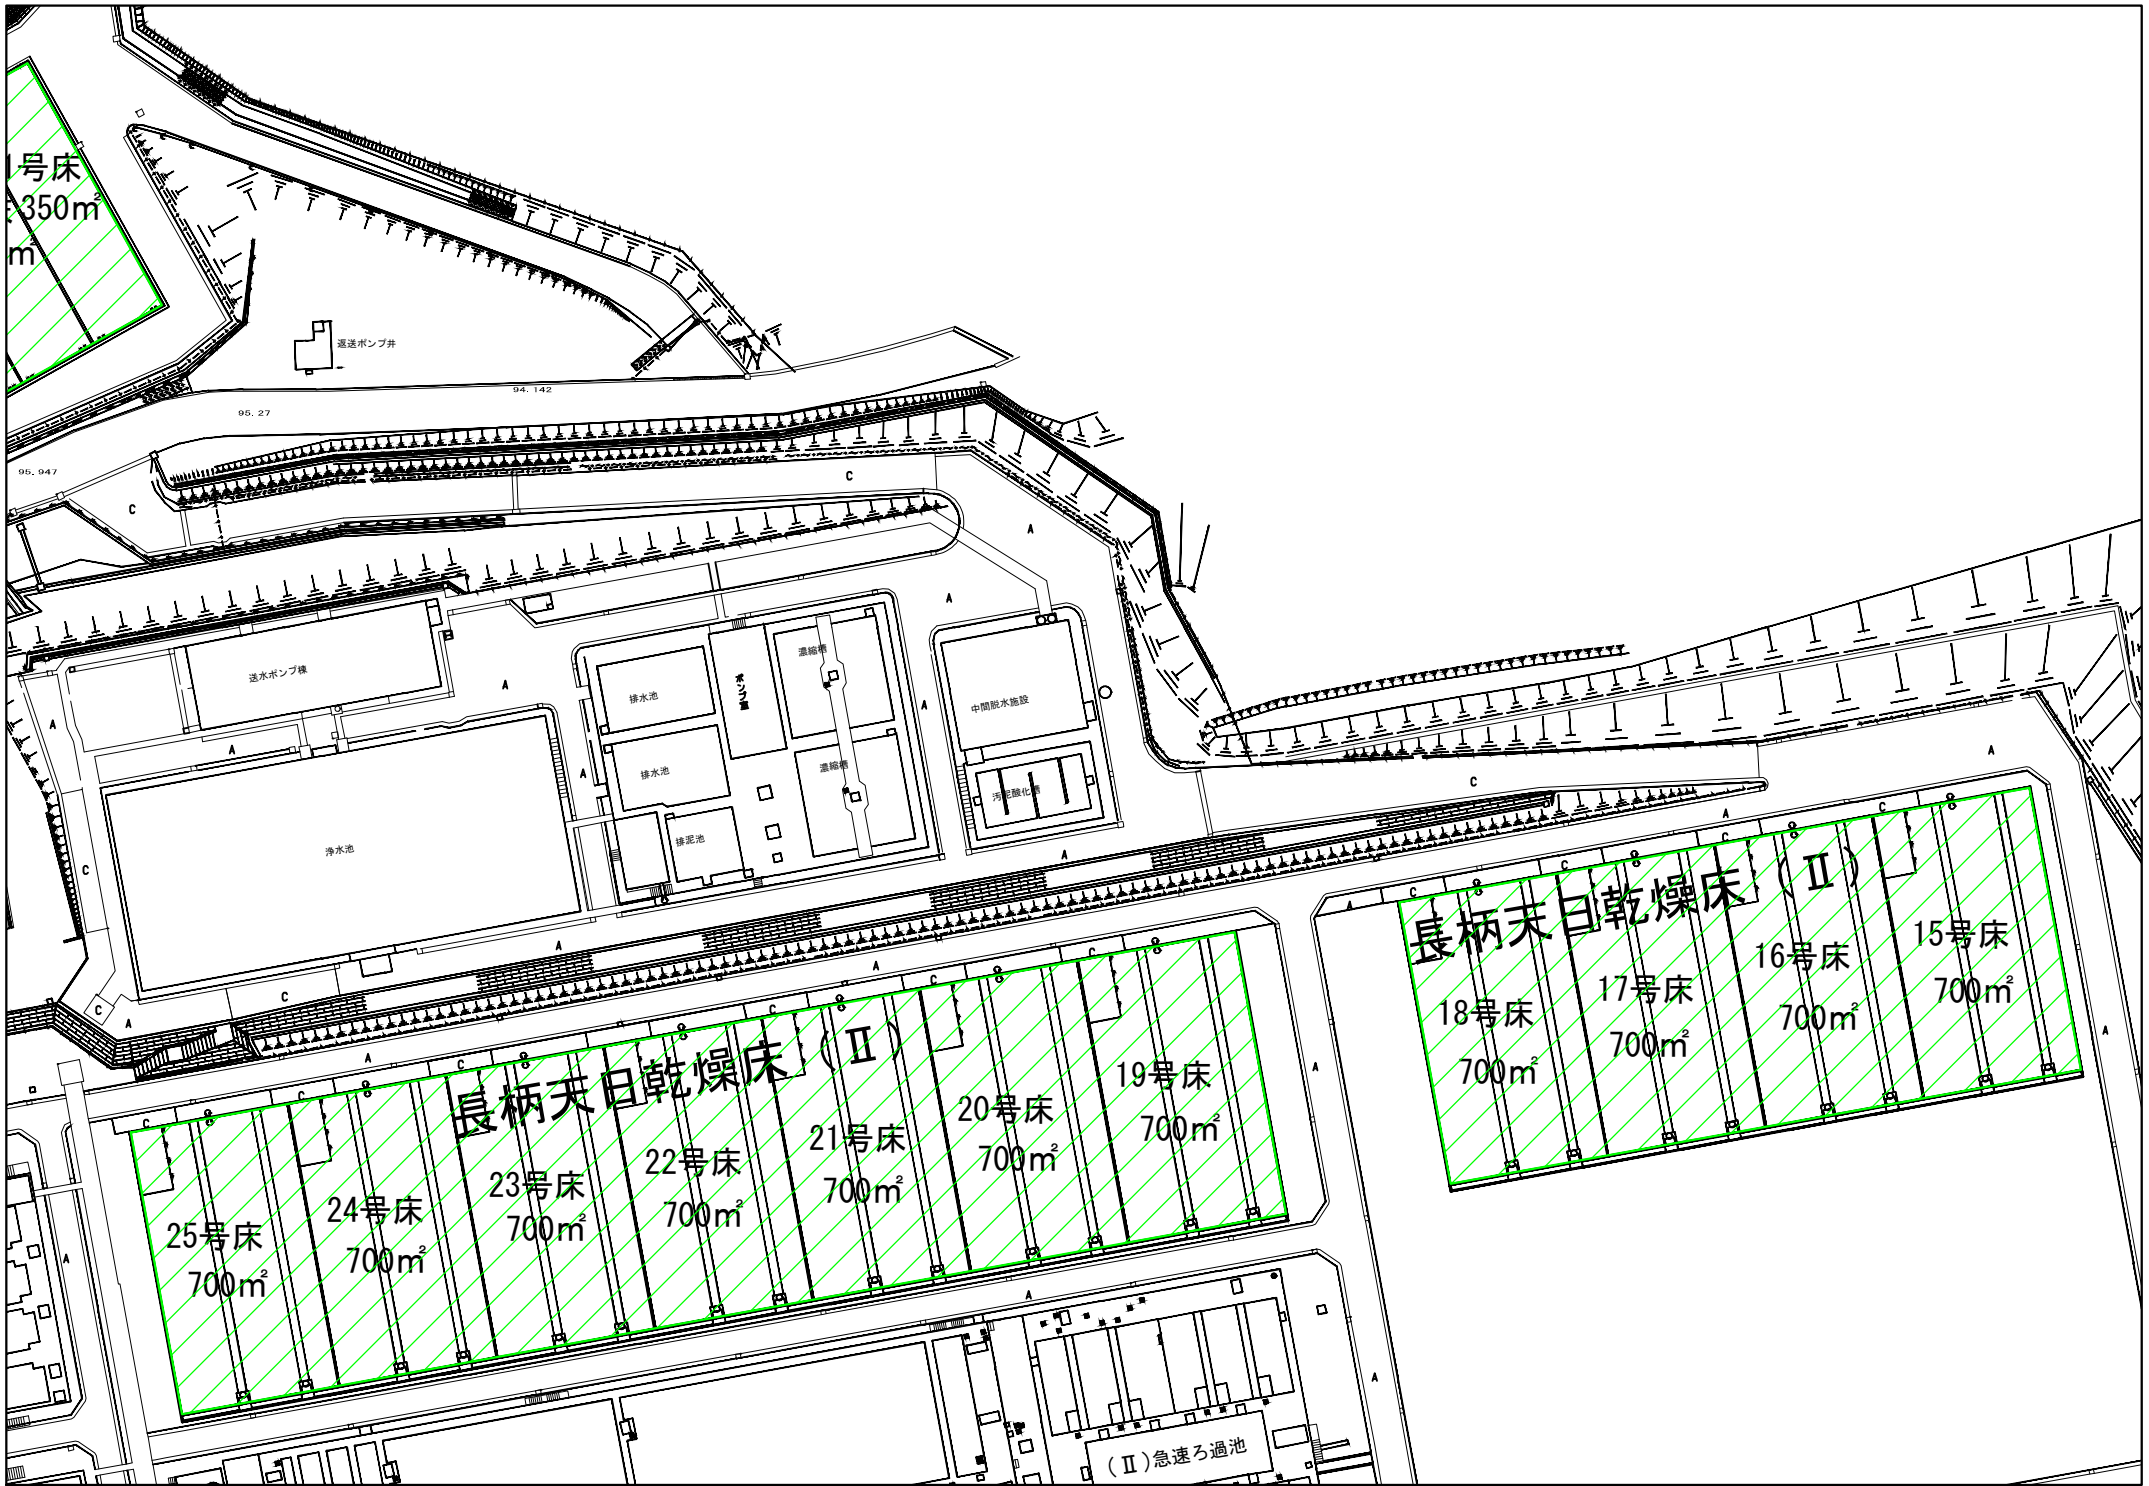 1号床
350㎡
㎡
返送ポンプ井
94.142
95.27
95.947
C
C
A
A
送水ポンプ棟
A
排水池
ポンプ室
濃縮槽
A
中間脱水施設
A
A
排水池
A
濃縮槽
汚泥酸化槽
C
A
浄水池
排泥池
C
A
A
C
C
C
C
C
A
長柄天日乾燥床（Ⅱ）
15号床
700㎡
16号床
700㎡
17号床
700㎡
18号床
700㎡
A
C
A
A
C
C
C
C
C
C
C
C
A
A
A
長柄天日乾燥床（Ⅱ）
19号床
700㎡
20号床
700㎡
21号床
700㎡
22号床
700㎡
23号床
700㎡
24号床
700㎡
25号床
700㎡
A
A
A
A
(Ⅱ)急速ろ過池